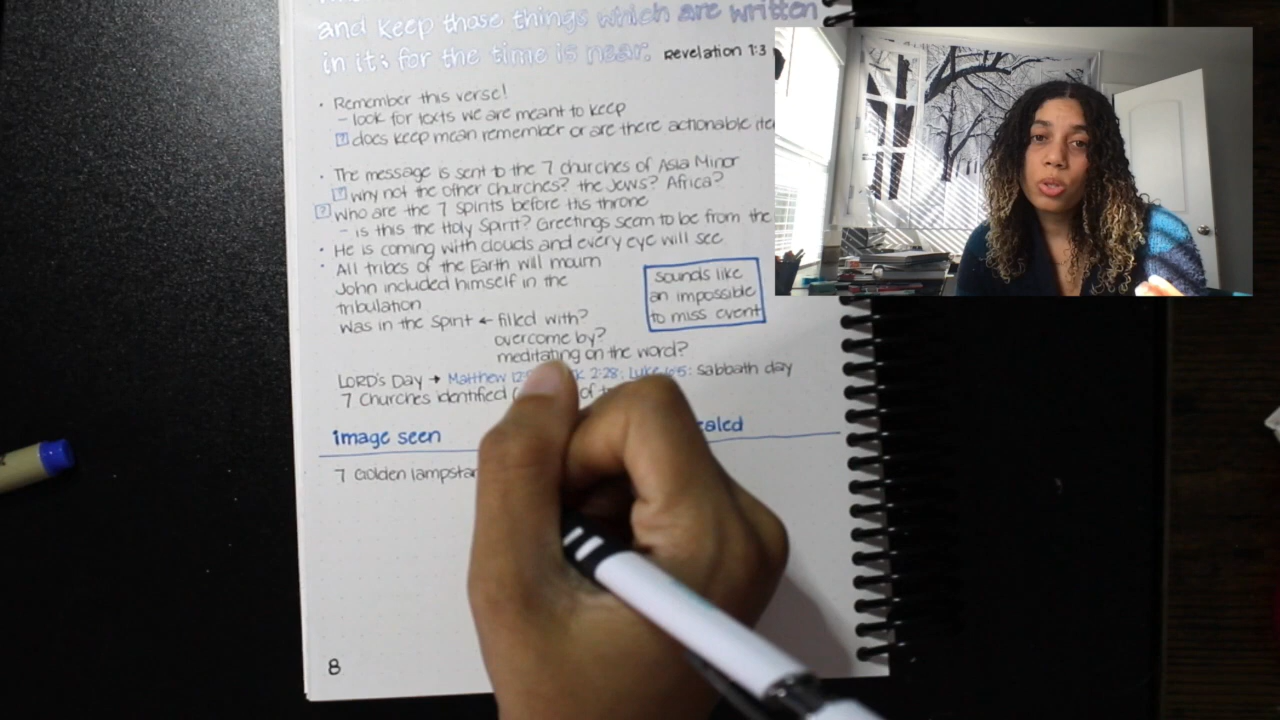 and keep those things which are written
in it: for the time is near. Revelation 1:3
• Remember this verse!
- look for texts we are meant to keep
? does keep mean remember or are there actionable
• The message is sent to the 7 churches of Asia Minor
? why not the other churches? the Jews? Africa?
? Who are the 7 spirits before His throne
- is this the Holy Spirit? Greetings seem to be from the
• He is coming with clouds and every eye will see
• All tribes of the Earth will mourn
John included himself in the
tribulation
sounds like
an impossible
to miss event
Was in the Spirit ← filled with?
overcome by?
meditating on the word?
LORD's Day → Matthew 2:28; Luke 6:5: Sabbath day
7 Churches identified of
image seen
7 Golden
8